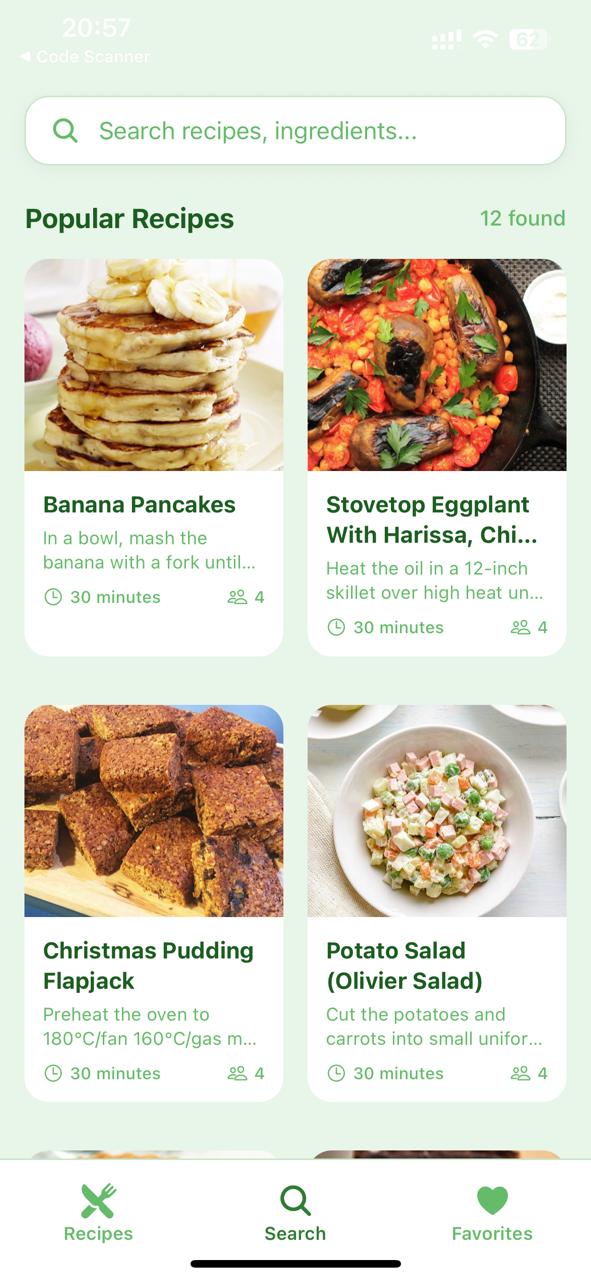 20:57
◀ Code Scanner
62
Search recipes, ingredients...
Popular Recipes
12 found
Banana Pancakes
In a bowl, mash the
banana with a fork until...
30 minutes
4
Stovetop Eggplant
With Harissa, Chi...
Heat the oil in a 12-inch
skillet over high heat un...
30 minutes
4
Christmas Pudding
Flapjack
Preheat the oven to
180°C/fan 160°C/gas m...
30 minutes
4
Potato Salad
(Olivier Salad)
Cut the potatoes and
carrots into small unifor...
30 minutes
4
Recipes
Search
Favorites